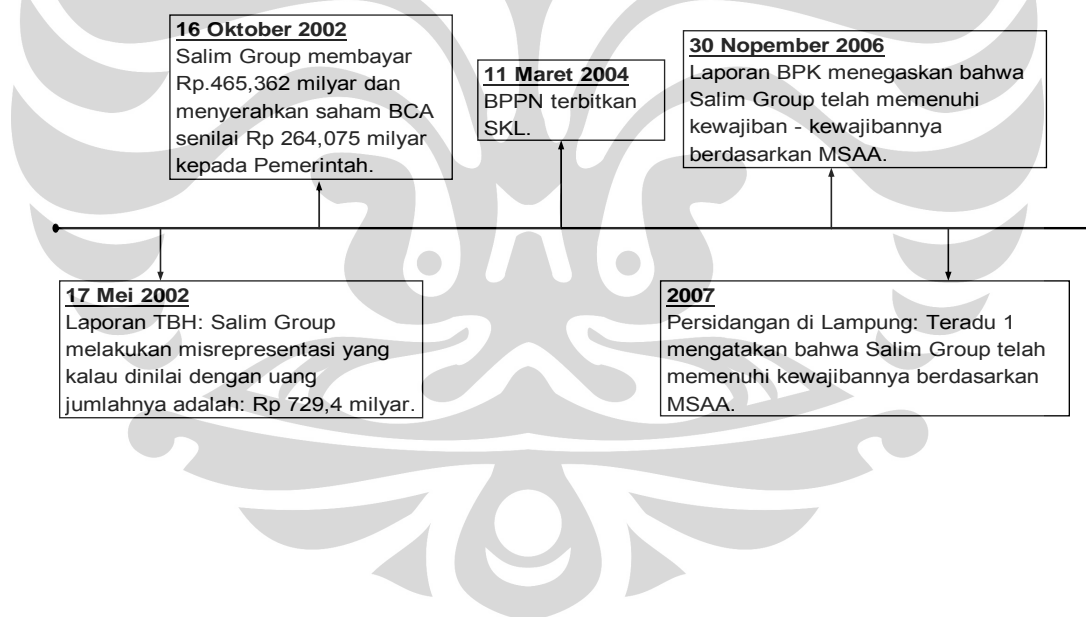 16 Oktober 2002
Salim Group membayar
Rp.465,362 milyar dan
menyerahkan saham BCA
senilai Rp 264,075 milyar
kepada Pemerintah.
11 Maret 2004
BPPN terbitkan
SKL.
30 Nopember 2006
Laporan BPK menegaskan bahwa
Salim Group telah memenuhi
kewajiban - kewajibannya
berdasarkan MSAA.
17 Mei 2002
Laporan TBH: Salim Group
melakukan misrepresentasi yang
kalau dinilai dengan uang
jumlahnya adalah: Rp 729,4 milyar.
2007
Persidangan di Lampung: Teradu 1
mengatakan bahwa Salim Group telah
memenuhi kewajibannya berdasarkan
MSAA.